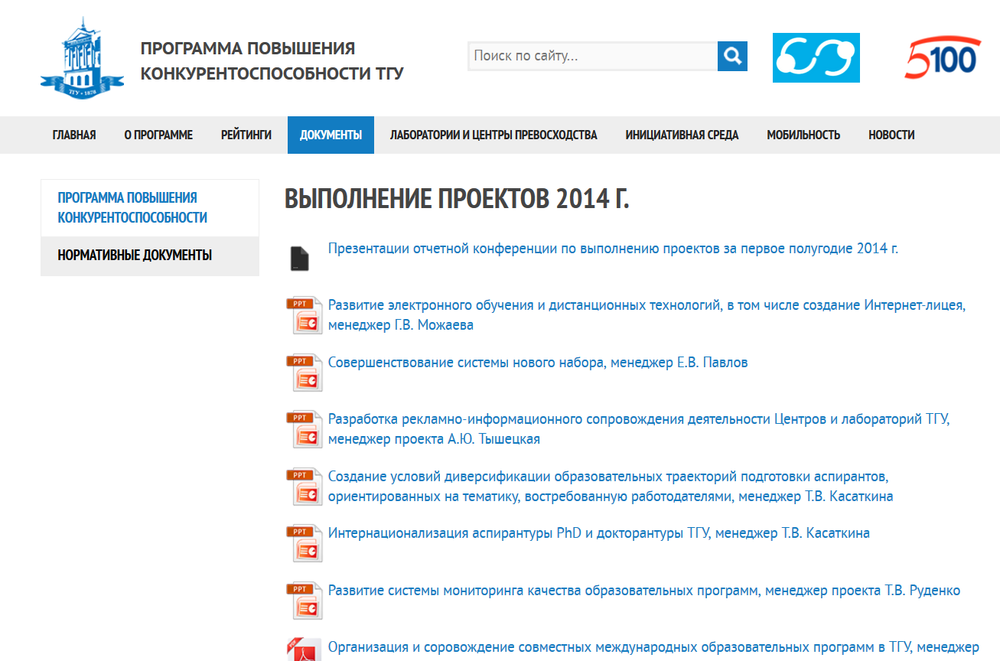 ПРОГРАММА ПОВЫШЕНИЯ
КОНКУРЕНТОСПОСОБНОСТИ ТГУ
ТГУ • 1878
Поиск по сайту...
5100
ГЛАВНАЯ О ПРОГРАММЕ РЕЙТИНГИ ДОКУМЕНТЫ ЛАБОРАТОРИИ И ЦЕНТРЫ ПРЕВОСХОДСТВА ИНИЦИАТИВНАЯ СРЕДА МОБИЛЬНОСТЬ НОВОСТИ
ПРОГРАММА ПОВЫШЕНИЯ
КОНКУРЕНТОСПОСОБНОСТИ
НОРМАТИВНЫЕ ДОКУМЕНТЫ
ВЫПОЛНЕНИЕ ПРОЕКТОВ 2014 Г.
Презентации отчетной конференции по выполнению проектов за первое полугодие 2014 г.
PPT
Развитие электронного обучения и дистанционных технологий, в том числе создание Интернет-лицея,
менеджер Г.В. Можаева
PPT
Совершенствование системы нового набора, менеджер Е.В. Павлов
PPT
Разработка рекламно-информационного сопровождения деятельности Центров и лабораторий ТГУ,
менеджер проекта А.Ю. Тышецкая
PPT
Создание условий диверсификации образовательных траекторий подготовки аспирантов,
ориентированных на тематику, востребованную работодателями, менеджер Т.В. Касаткина
PPT
Интернационализация аспирантуры PhD и докторантуры ТГУ, менеджер Т.В. Касаткина
PPT
Развитие системы мониторинга качества образовательных программ, менеджер проекта Т.В. Руденко
PDF
Организация и соровождение совместных международных образовательных программ в ТГУ, менеджер